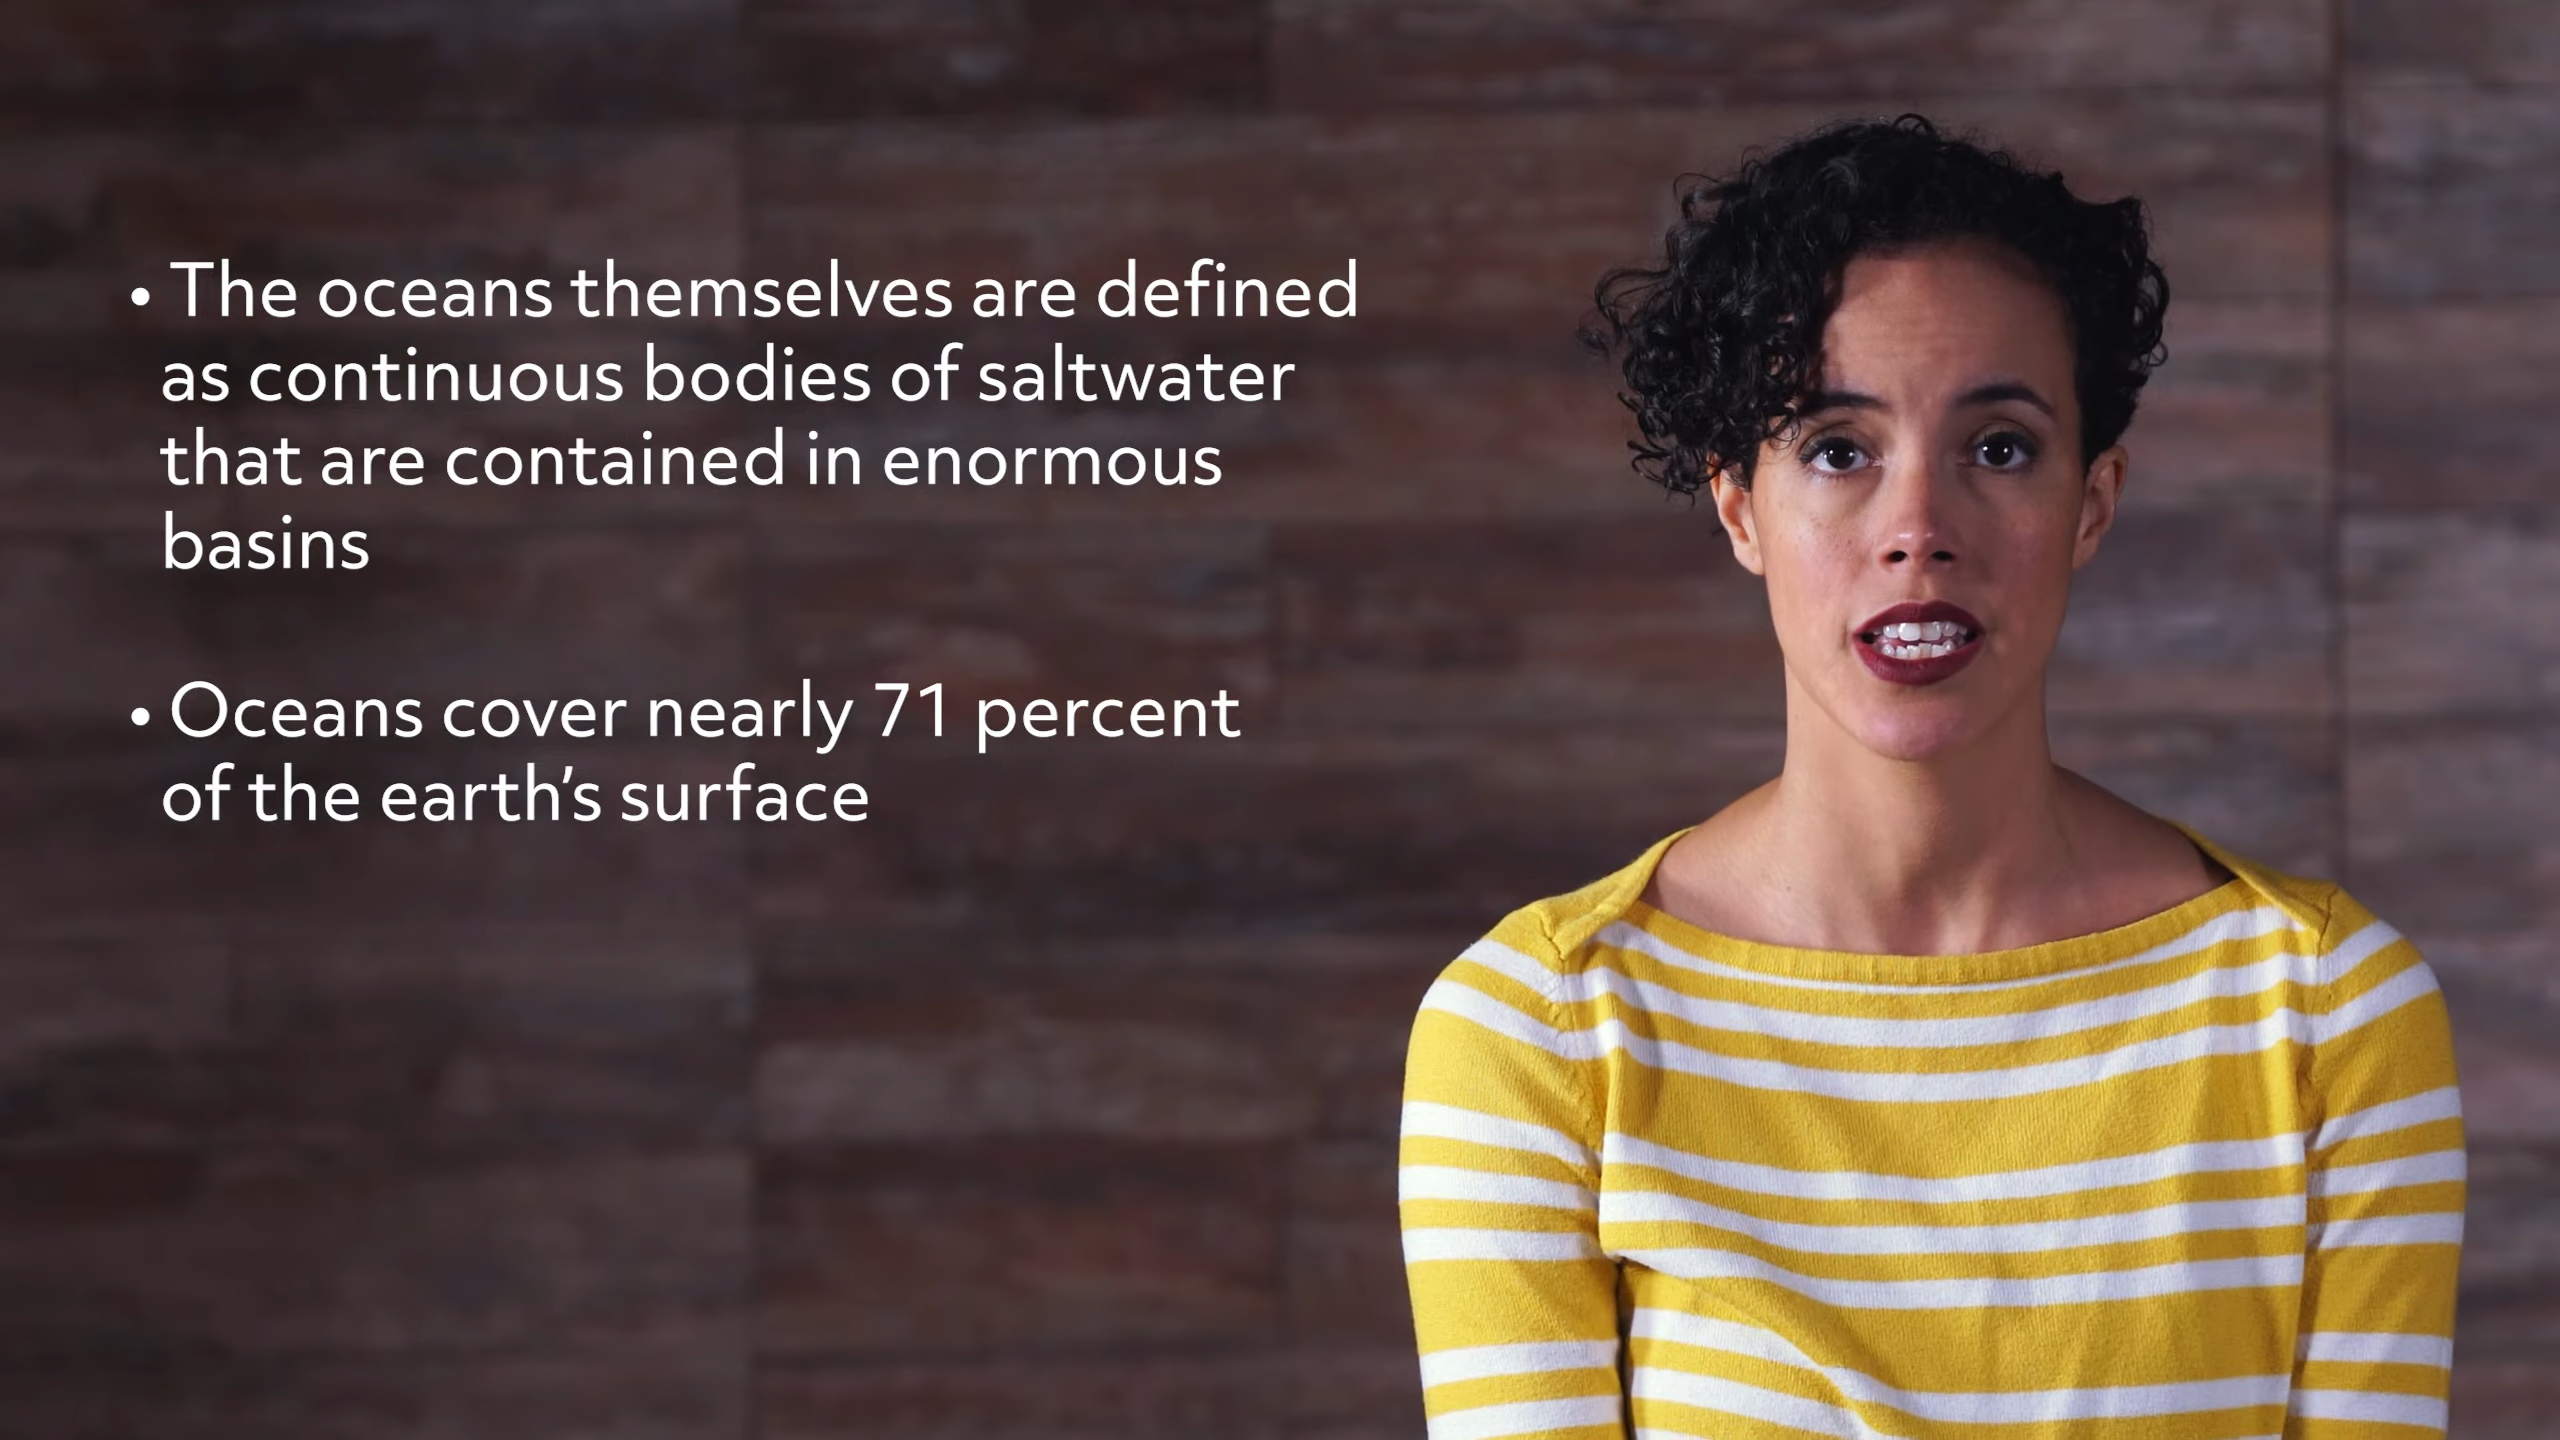 • The oceans themselves are defined
as continuous bodies of saltwater
that are contained in enormous
basins
• Oceans cover nearly 71 percent
of the earth’s surface